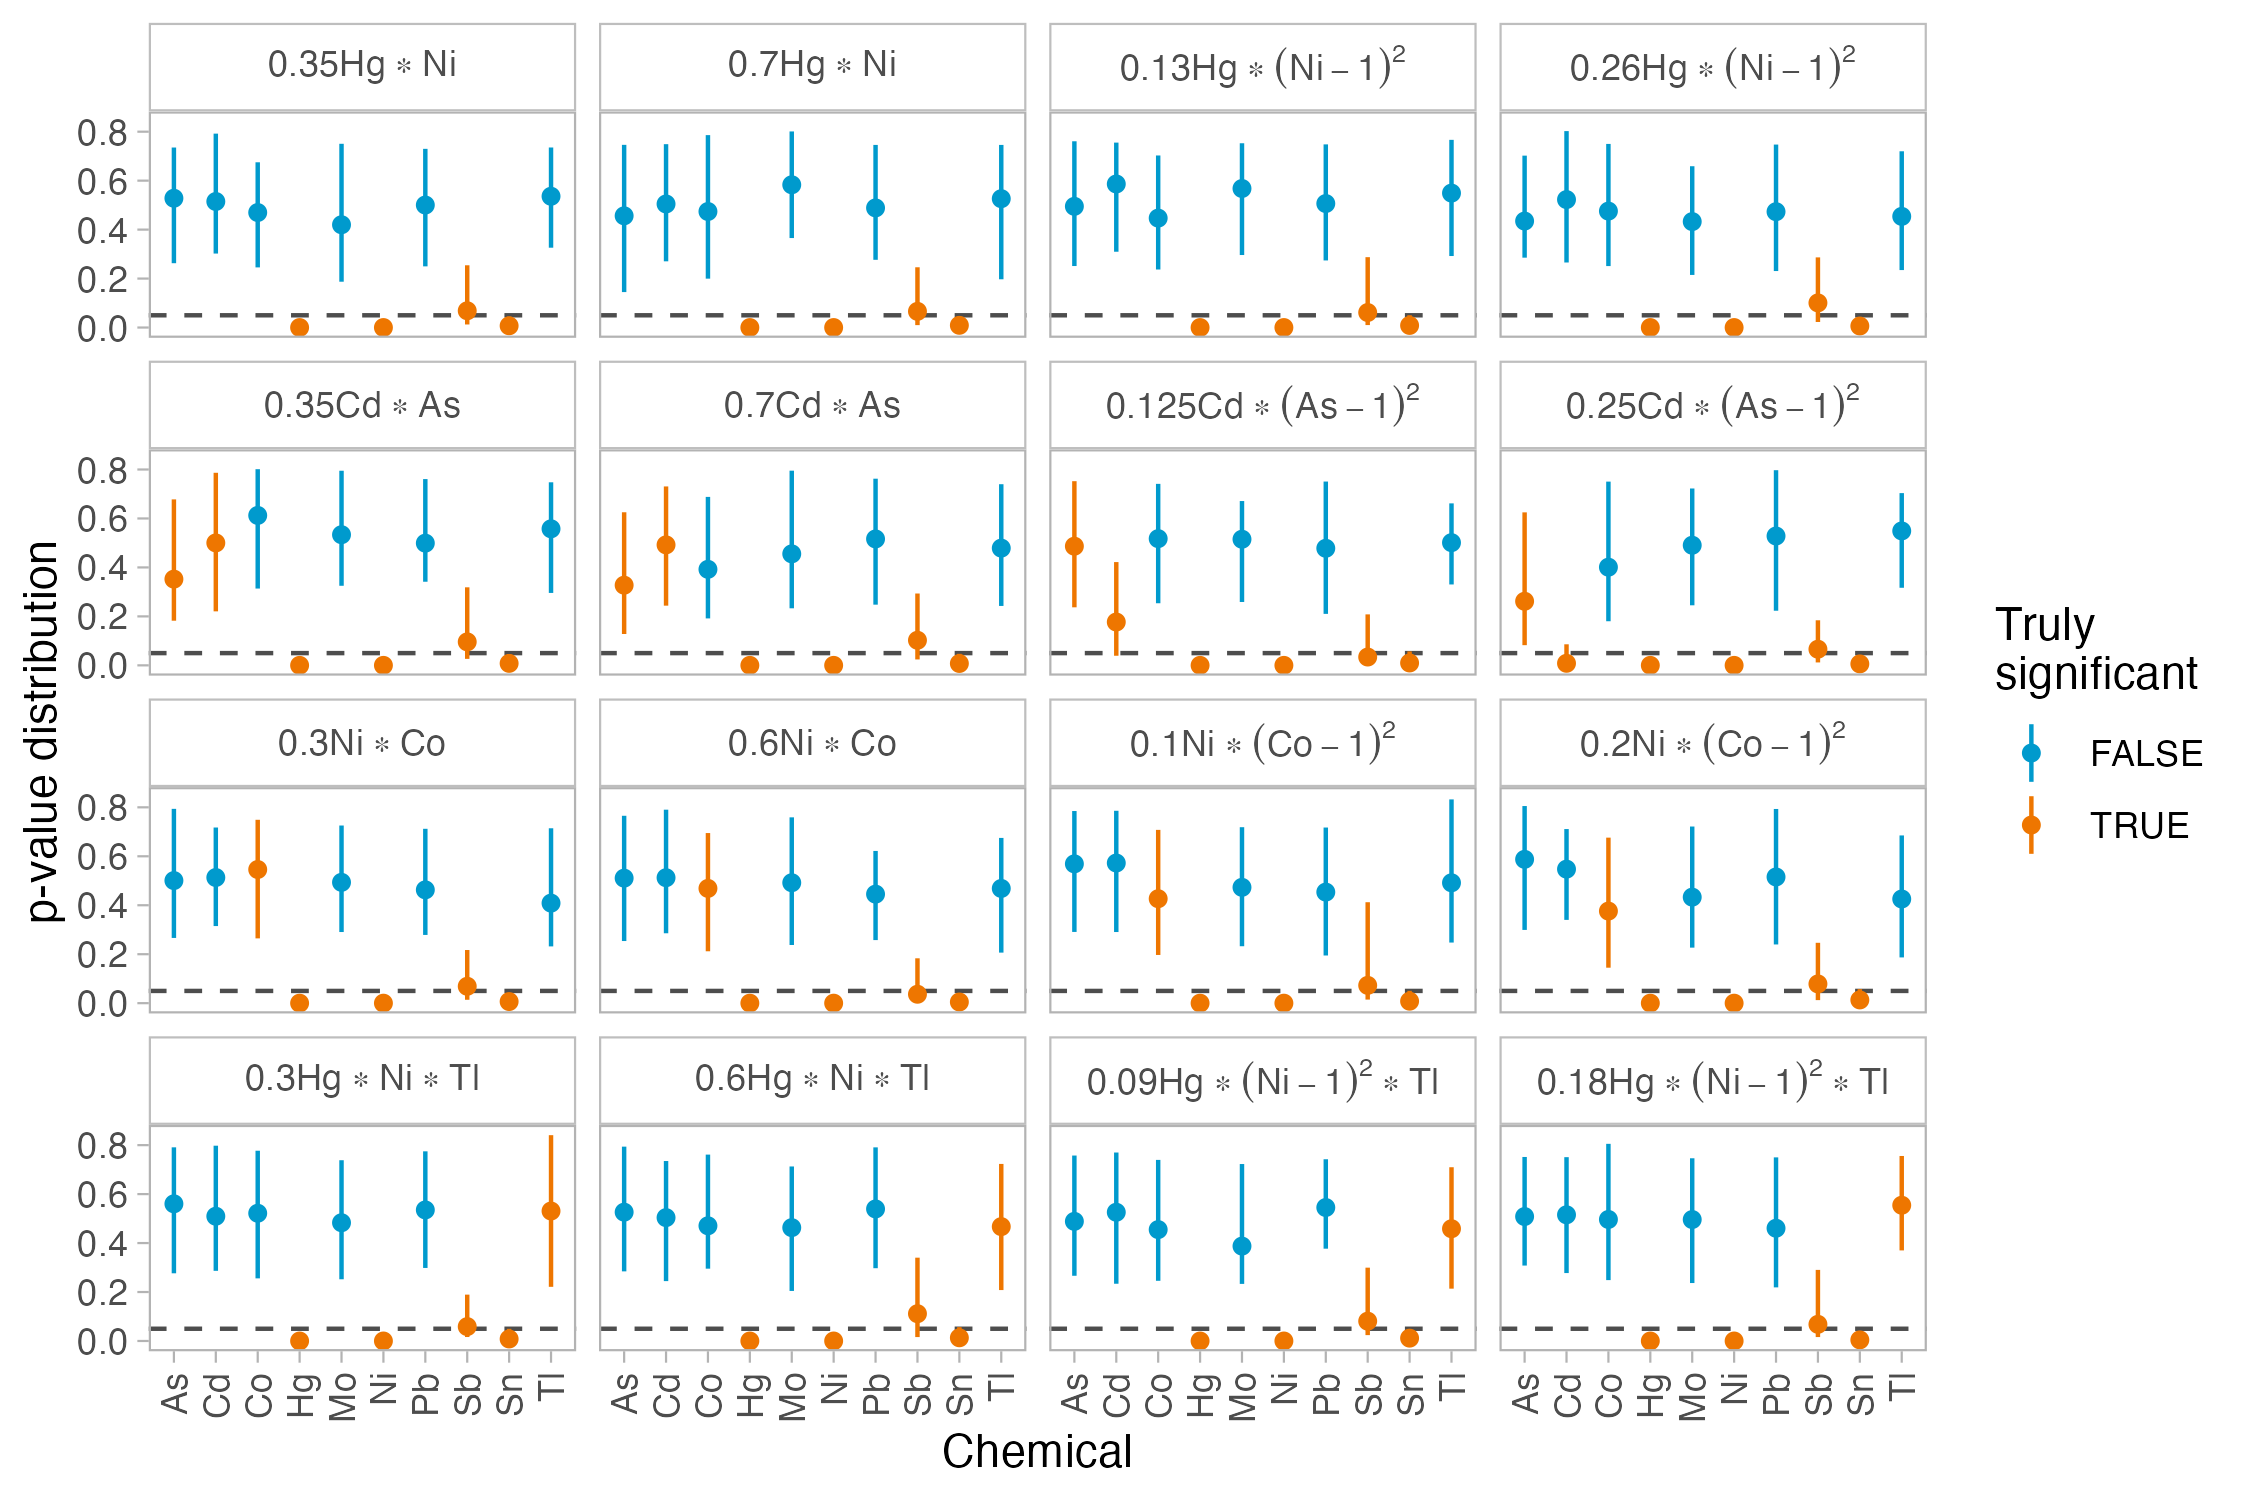 0.35Hg ∗ Ni
0.7Hg ∗ Ni
0.13Hg ∗ (Ni − 1)²
0.26Hg ∗ (Ni − 1)²
0.8
0.6
0.4
0.2
0.0
0.35Cd ∗ As
0.7Cd ∗ As
0.125Cd ∗ (As − 1)²
0.25Cd ∗ (As − 1)²
0.8
0.6
0.4
0.2
0.0
0.3Ni ∗ Co
0.6Ni ∗ Co
0.1Ni ∗ (Co − 1)²
0.2Ni ∗ (Co − 1)²
0.8
0.6
0.4
0.2
0.0
0.3Hg ∗ Ni ∗ Tl
0.6Hg ∗ Ni ∗ Tl
0.09Hg ∗ (Ni − 1)² ∗ Tl
0.18Hg ∗ (Ni − 1)² ∗ Tl
0.8
0.6
0.4
0.2
0.0
As Cd Co Hg Mo Ni Pb Sb Sn Tl
As Cd Co Hg Mo Ni Pb Sb Sn Tl
As Cd Co Hg Mo Ni Pb Sb Sn Tl
As Cd Co Hg Mo Ni Pb Sb Sn Tl
Chemical
p-value distribution
Truly
significant
FALSE
TRUE